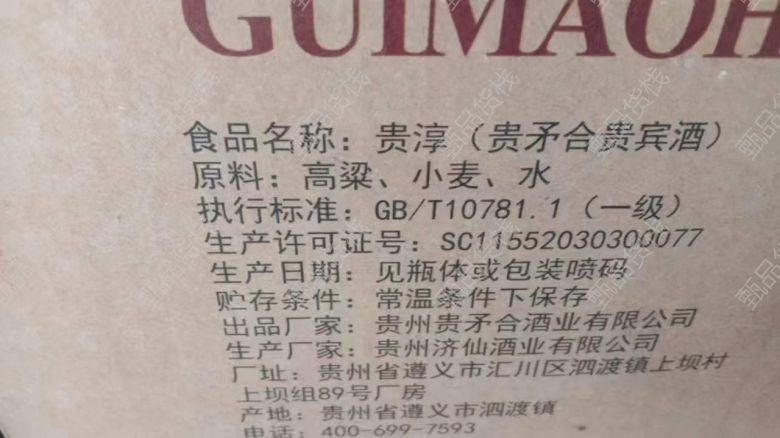 GUIMAOH
食品名称：贵淳（贵矛合贵宾酒）
原料：高粱、小麦、水
执行标准：GB/T10781.1（一级）
生产许可证号：SC11552030300077
生产日期：见瓶体或包装喷码
贮存条件：常温条件下保存
出品厂家：贵州贵矛合酒业有限公司
生产厂家：贵州济仙酒业有限公司
厂址：贵州省遵义市汇川区泗渡镇上坝村
上坝组89号厂房
产地：贵州省遵义市泗渡镇
电话：400-699-7593
甄品货栈